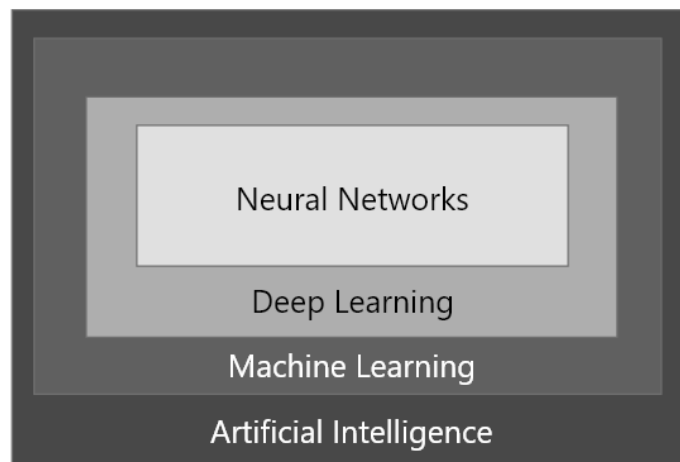 Neural Networks
Deep Learning
Machine Learning
Artificial Intelligence